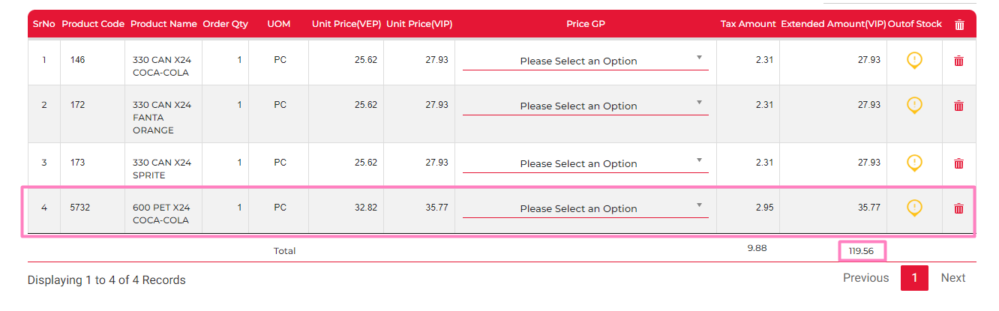 SrNo Product Code Product Name Order Qty UOM Unit Price(VEP) Unit Price(VIP) Price GP Tax Amount Extended Amount(VIP) Outof Stock
1 146 330 CAN X24 1 PC 25.62 27.93 Please Select an Option 2.31 27.93
COCA-COLA
2 172 330 CAN X24 1 PC 25.62 27.93 Please Select an Option 2.31 27.93
FANTA
ORANGE
3 173 330 CAN X24 1 PC 25.62 27.93 Please Select an Option 2.31 27.93
SPRITE
4 5732 600 PET X24 1 PC 32.82 35.77 Please Select an Option 2.95 35.77
COCA-COLA
Total 9.88 119.56
Displaying 1 to 4 of 4 Records Previous 1 Next